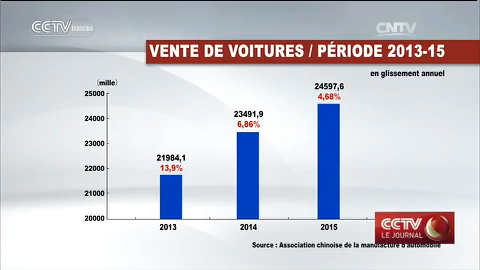 CCTV français
CNTV
VENTE DE VOITURES / PÉRIODE 2013-15
en glissement annuel
(mille)
25000
24000
22000
21000
20000
21984,1
13,9%
23491,9
6,86%
24597,6
4,68%
2013
2014
2015
CCTV
LE JOURNAL
Source : Association chinoise de la manufacture d'automobile